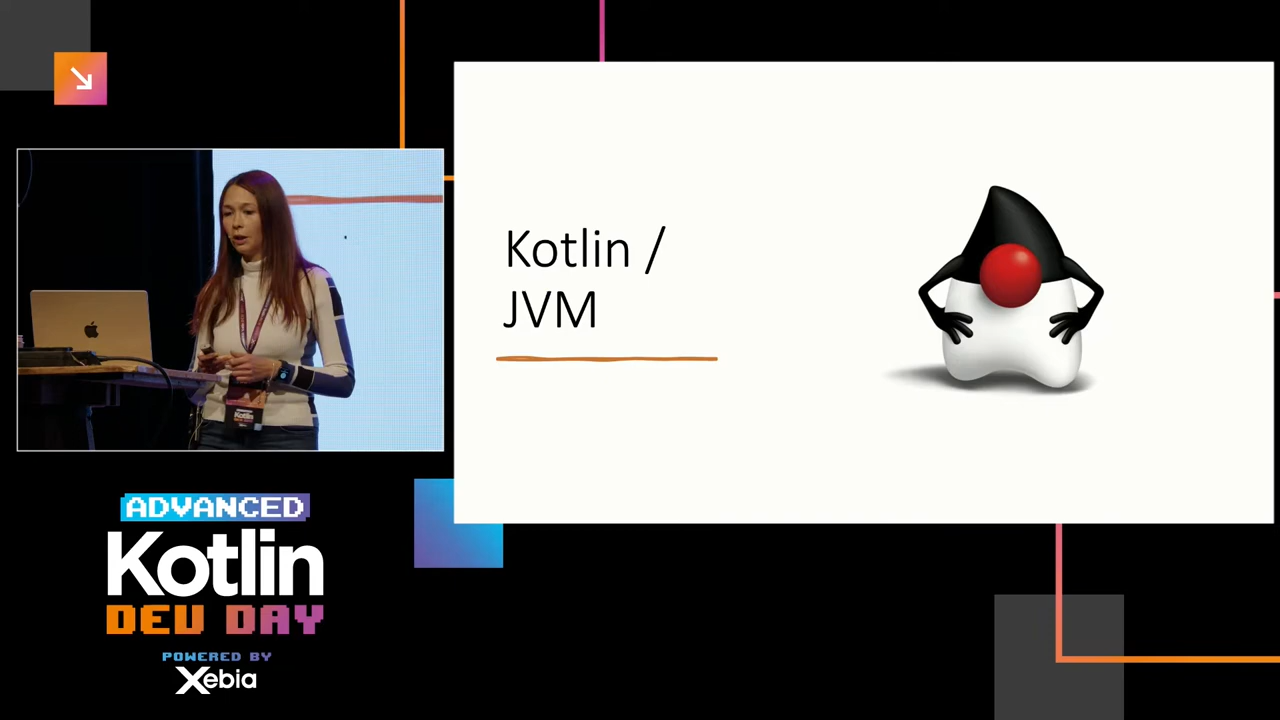 Kotlin /
JVM
ADVANCED
Kotlin
DEV DAY
POWERED BY
Xebia